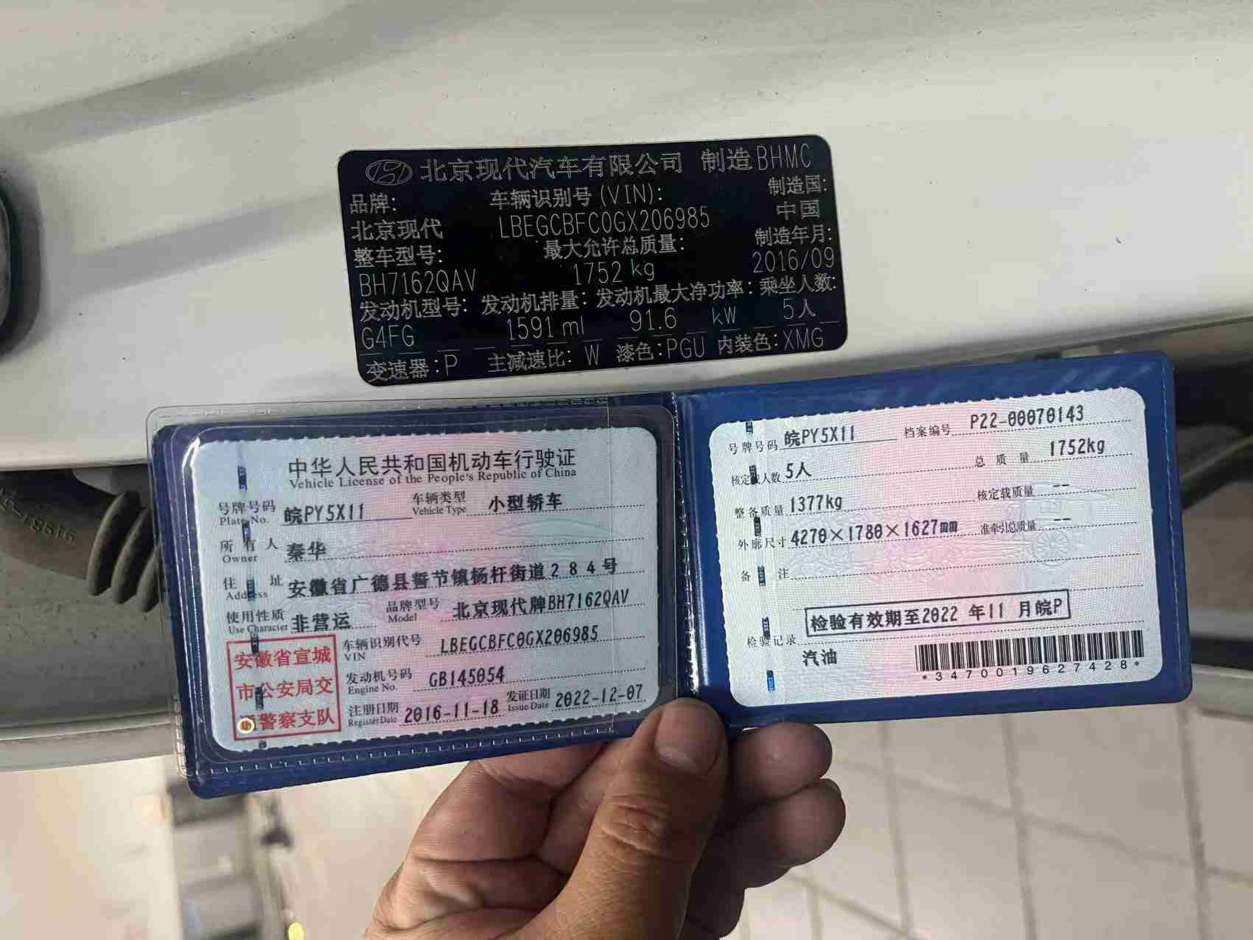 北京现代汽车有限公司 制造 BHMC
品牌: 车辆识别号(VIN): 制造国:
北京现代 LBEGCBFC0GX206985 中国
整车型号: 最大允许总质量: 制造年月:
BH7162QAV 1752 kg 2016/09
发动机型号: 发动机排量: 发动机最大净功率: 乘坐人数:
G4FG 1591 ml 91.6 kW 5人
变速器:P 主减速比: W 漆色:PGU 内装色:XMG
中华人民共和国机动车行驶证
Vehicle License of the People's Republic of China
号牌号码 皖PY5X11 车辆类型 小型轿车
Plate No. Vehicle Type
所有人 秦华
Owner
住址 安徽省广德县誓节镇杨杆街道284号
Address
使用性质 非营运 品牌型号 北京现代牌BH7162QAV
Use Character Model
车辆识别代号 LBEGCBFC0GX206985
VIN
发动机号码 GB145054
Engine No.
注册日期 2016-11-18 发证日期 2022-12-07
Register Date Issue Date
安徽省宣城
市公安局交
警察支队
号牌号码 皖PY5X11 档案编号 P22-00070143
核定人数 5人 总质量 1752kg
整备质量 1377kg 核定载质量 --
外廓尺寸 4270×1780×1627mm 准牵引总质量 --
备注
检验有效期至2022年11月皖P
检验记录
汽油
*3470019627428*